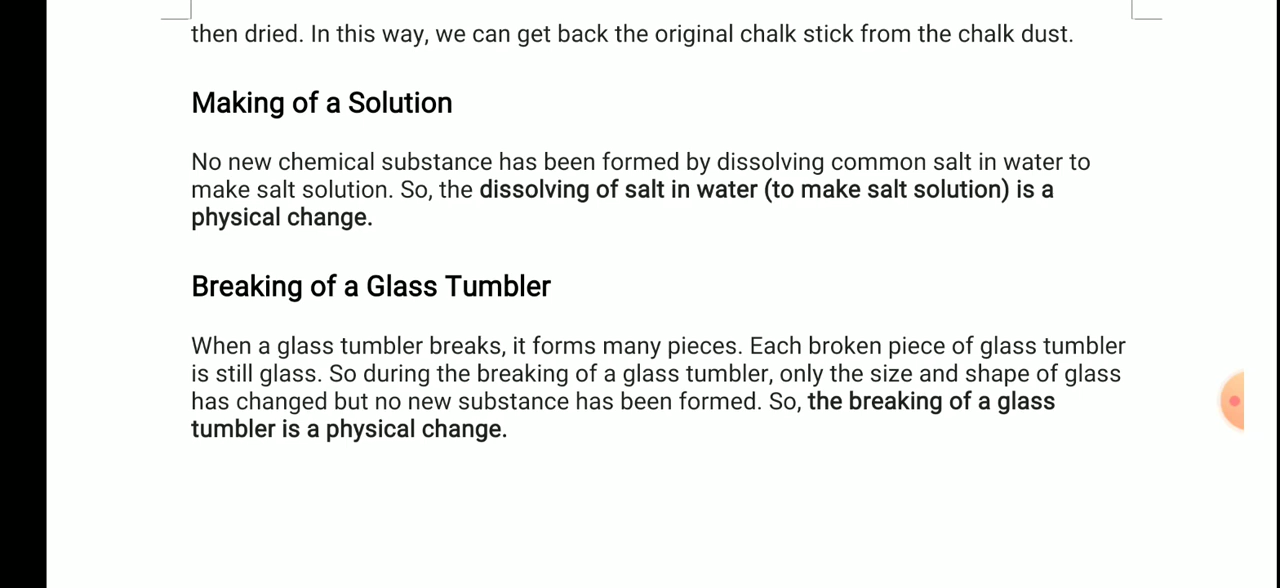 then dried. In this way, we can get back the original chalk stick from the chalk dust.
Making of a Solution
No new chemical substance has been formed by dissolving common salt in water to
make salt solution. So, the dissolving of salt in water (to make salt solution) is a
physical change.
Breaking of a Glass Tumbler
When a glass tumbler breaks, it forms many pieces. Each broken piece of glass tumbler
is still glass. So during the breaking of a glass tumbler, only the size and shape of glass
has changed but no new substance has been formed. So, the breaking of a glass
tumbler is a physical change.